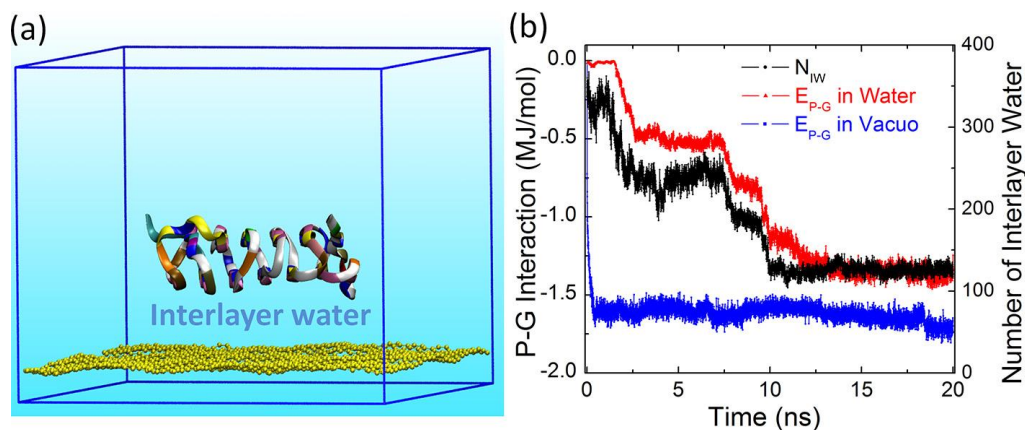 (a)
Interlayer water
(b)
P-G Interaction (MJ/mol)
0.0
-0.5
-1.0
-1.5
-2.0
N_IW
E_P-G in Water
E_P-G in Vacuo
400
300
200
100
0
Number of Interlayer Water
0 5 10 15 20
Time (ns)